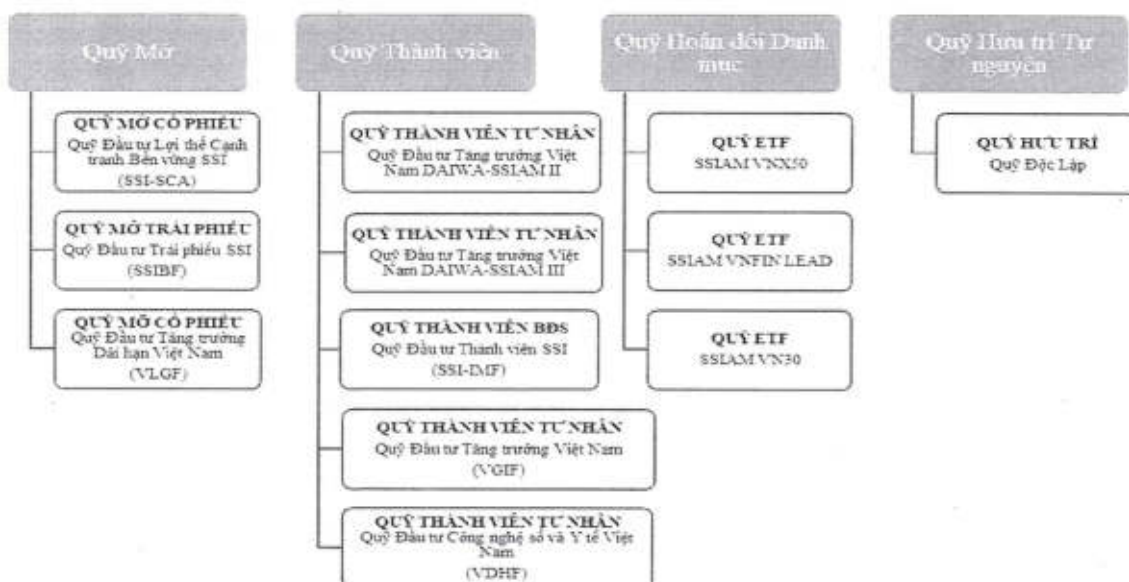 Quỹ Mở
QUỸ MỞ CỔ PHIẾU
Quỹ Đầu tư Lợi thế Cạnh
tranh Bền vững SSI
(SSI-SCA)
QUỸ MỞ TRÁI PHIẾU
Quỹ Đầu tư Trái phiếu SSI
(SSIBF)
QUỸ MỞ CỔ PHIẾU
Quỹ Đầu tư Tăng trưởng
Dài hạn Việt Nam
(VLGF)
Quỹ Thành viên
QUỸ THÀNH VIÊN TƯ NHÂN
Quỹ Đầu tư Tăng trưởng Việt
Nam DAIWA-SSIAM II
QUỸ THÀNH VIÊN TƯ NHÂN
Quỹ Đầu tư Tăng trưởng Việt
Nam DAIWA-SSIAM III
QUỸ THÀNH VIÊN BĐS
Quỹ Đầu tư Thành viên SSI
(SSI-IMF)
QUỸ THÀNH VIÊN TƯ NHÂN
Quỹ Đầu tư Tăng trưởng Việt Nam
(VGIF)
QUỸ THÀNH VIÊN TƯ NHÂN
Quỹ Đầu tư Công nghệ số và Y tế Việt
Nam
(VDHF)
Quỹ Hoán đổi Danh
mục
QUỸ ETF
SSIAM VNX50
QUỸ ETF
SSIAM VNFIN LEAD
QUỸ ETF
SSIAM VN30
Quỹ Hưu trí Tự
nguyện
QUỸ HƯU TRÍ
Quỹ Độc Lập